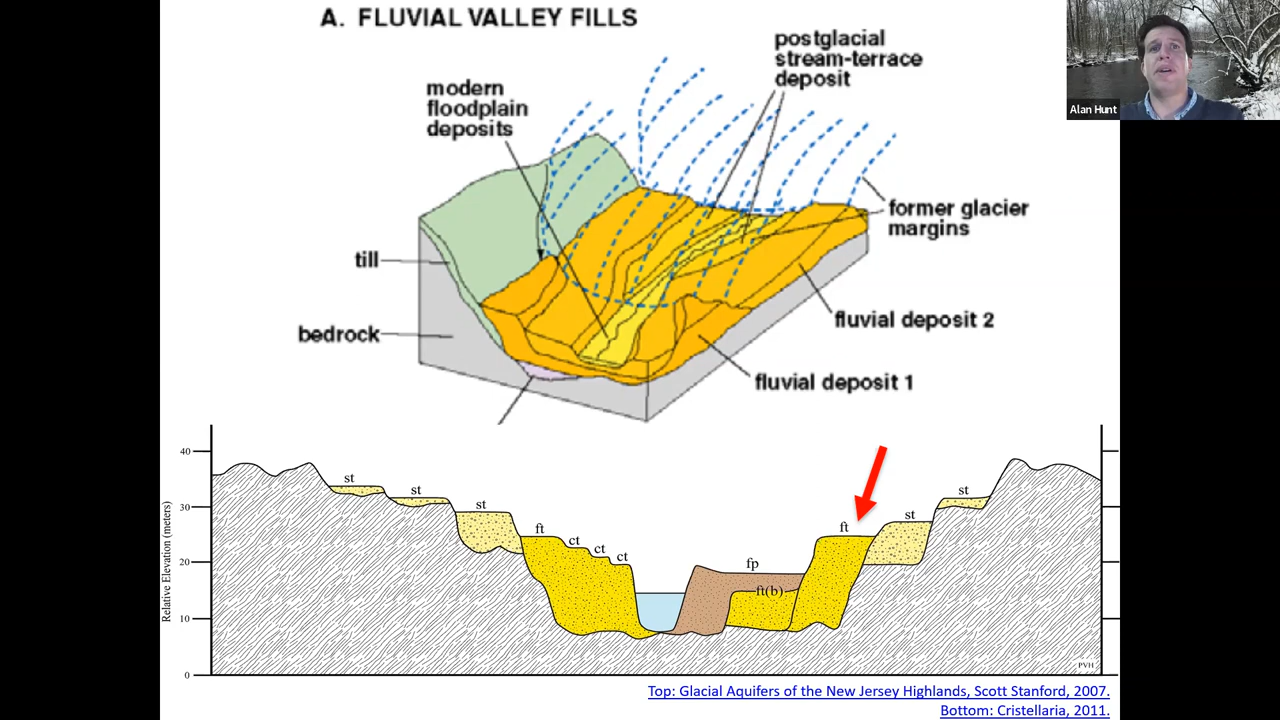 A. FLUVIAL VALLEY FILLS
postglacial
stream-terrace
deposit
modern
floodplain
deposits
Alan Hunt
former glacier
margins
till
bedrock
fluvial deposit 2
fluvial deposit 1
Relative Elevation (meters)
40
30
20
10
0
st
st
st
ft
ct
ct
ct
fp
ft(b)
ft
st
st
PVH
Top: Glacial Aquifers of the New Jersey Highlands, Scott Stanford, 2007.
Bottom: Cristellaria, 2011.